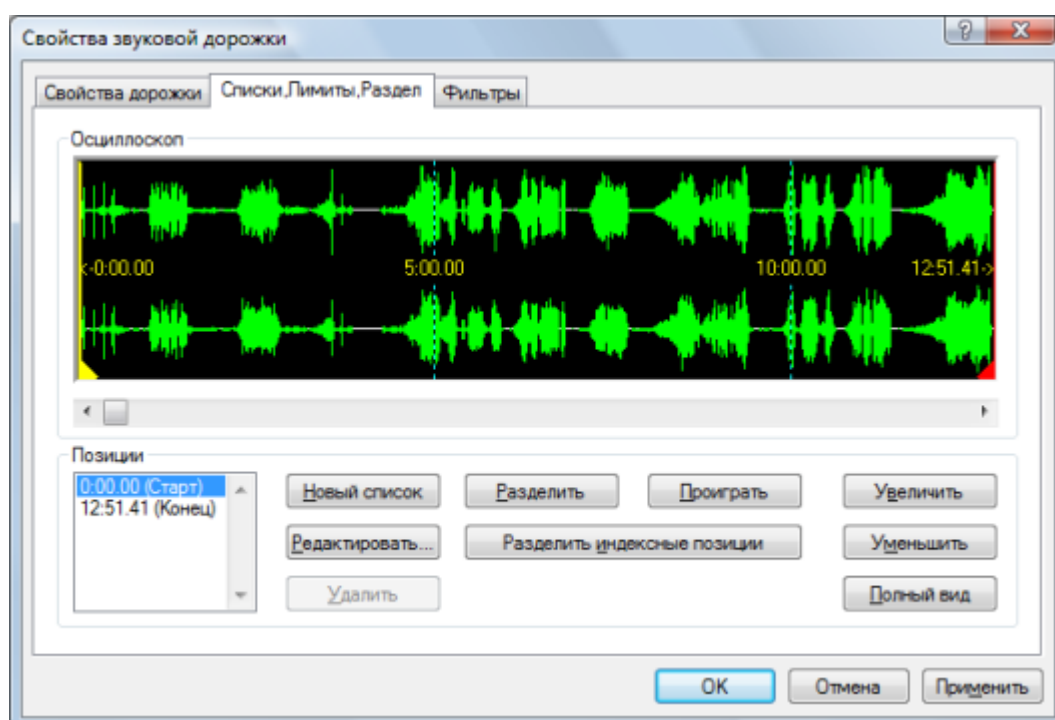 Свойства звуковой дорожки
Свойства дорожки Списки,Лимиты,Раздел Фильтры
Осциллоскоп
<-0:00.00 5:00.00 10:00.00 12:51.41->
Позиции
0:00.00 (Старт)
12:51.41 (Конец)
Новый список Разделить Проиграть Увеличить
Редактировать... Разделить индексные позиции Уменьшить
Удалить Полный вид
OK Отмена Применить